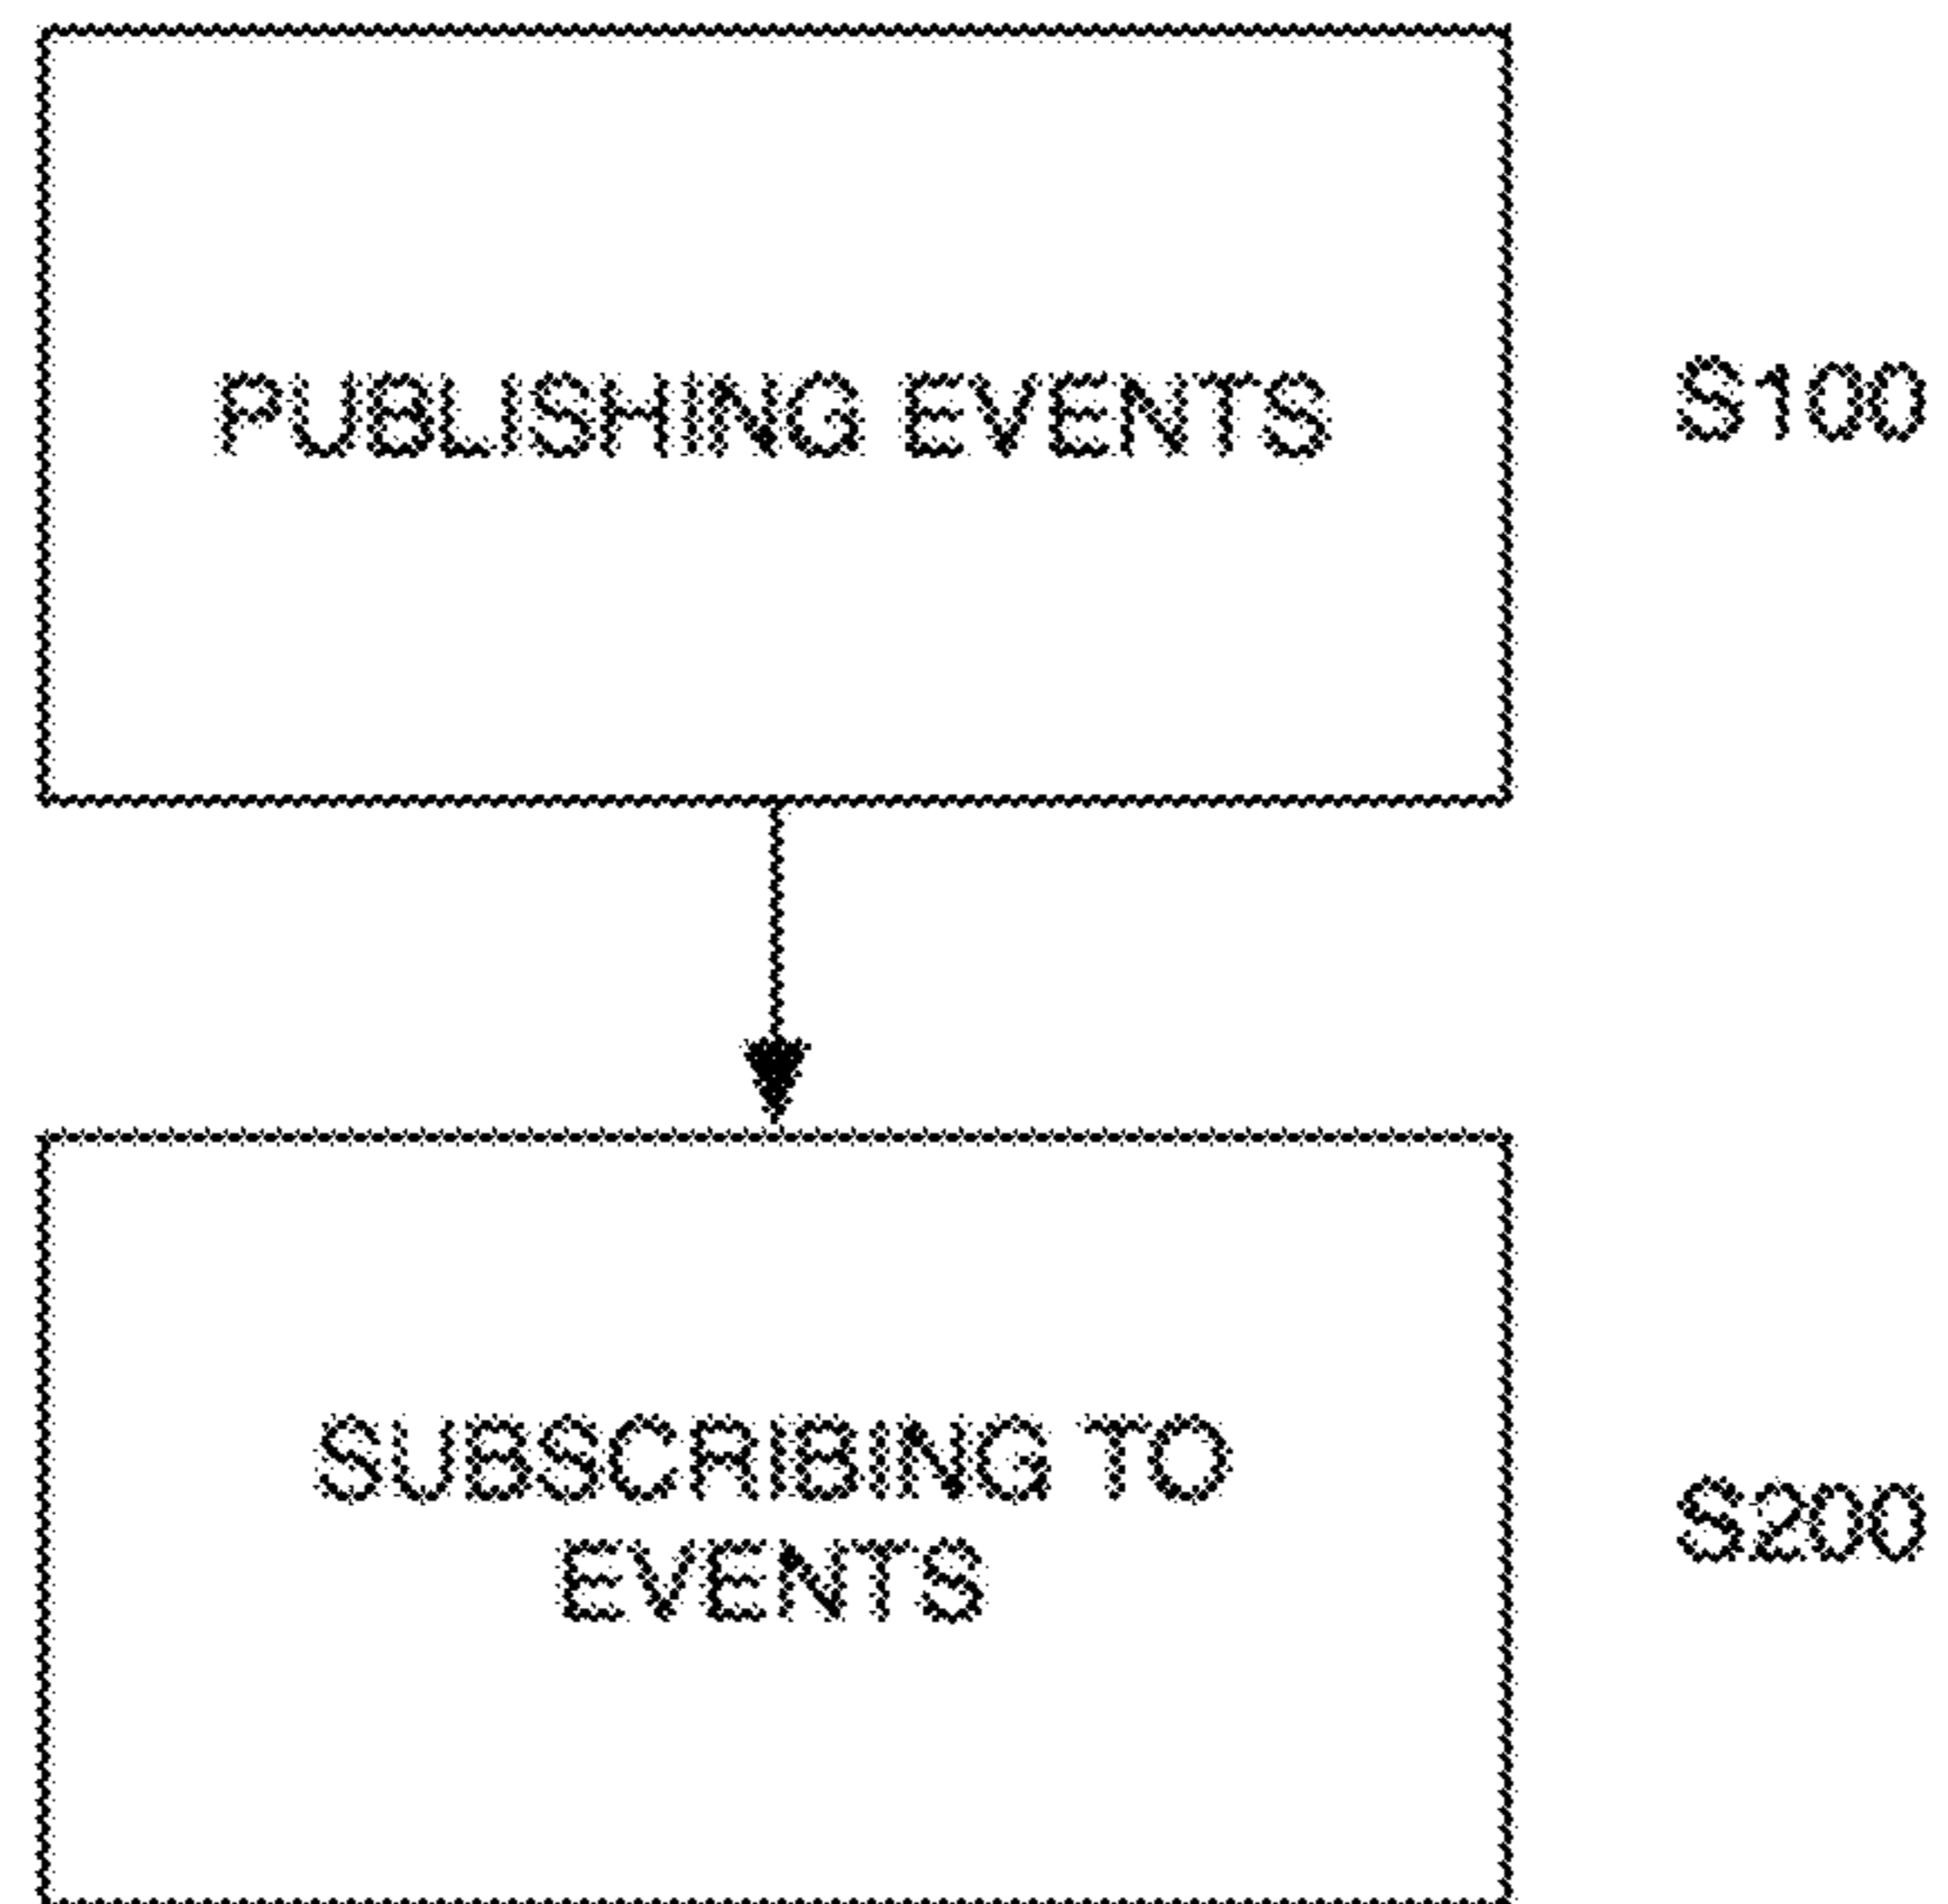 PUBLISHING EVENTS
S100
SUBSCRIBING TO
EVENTS
S200